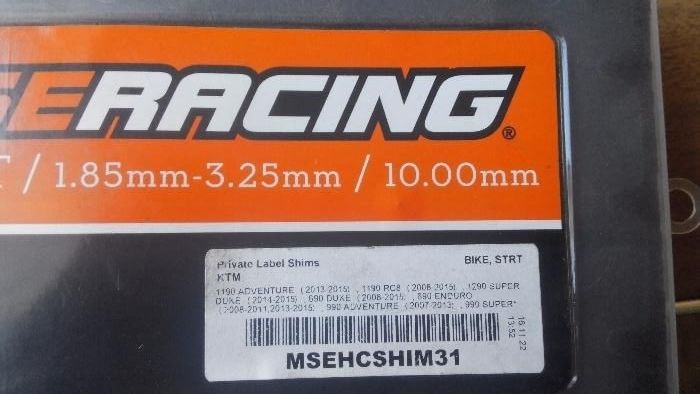 SERACING®
T / 1.85mm-3.25mm / 10.00mm
Private Label Shims BIKE, STRT
KTM
1190 ADVENTURE (2013-2015) , 1190 RC8 (2008-2015) , 1290 SUPER
DUKE (2014-2015) , 690 DUKE (2008-2015) , 690 ENDURO
(2008-2011,2013-2015) , 990 ADVENTURE (2007-2013) , 990 SUPER*
16 11 22
13:52
MSEHCSHIM31